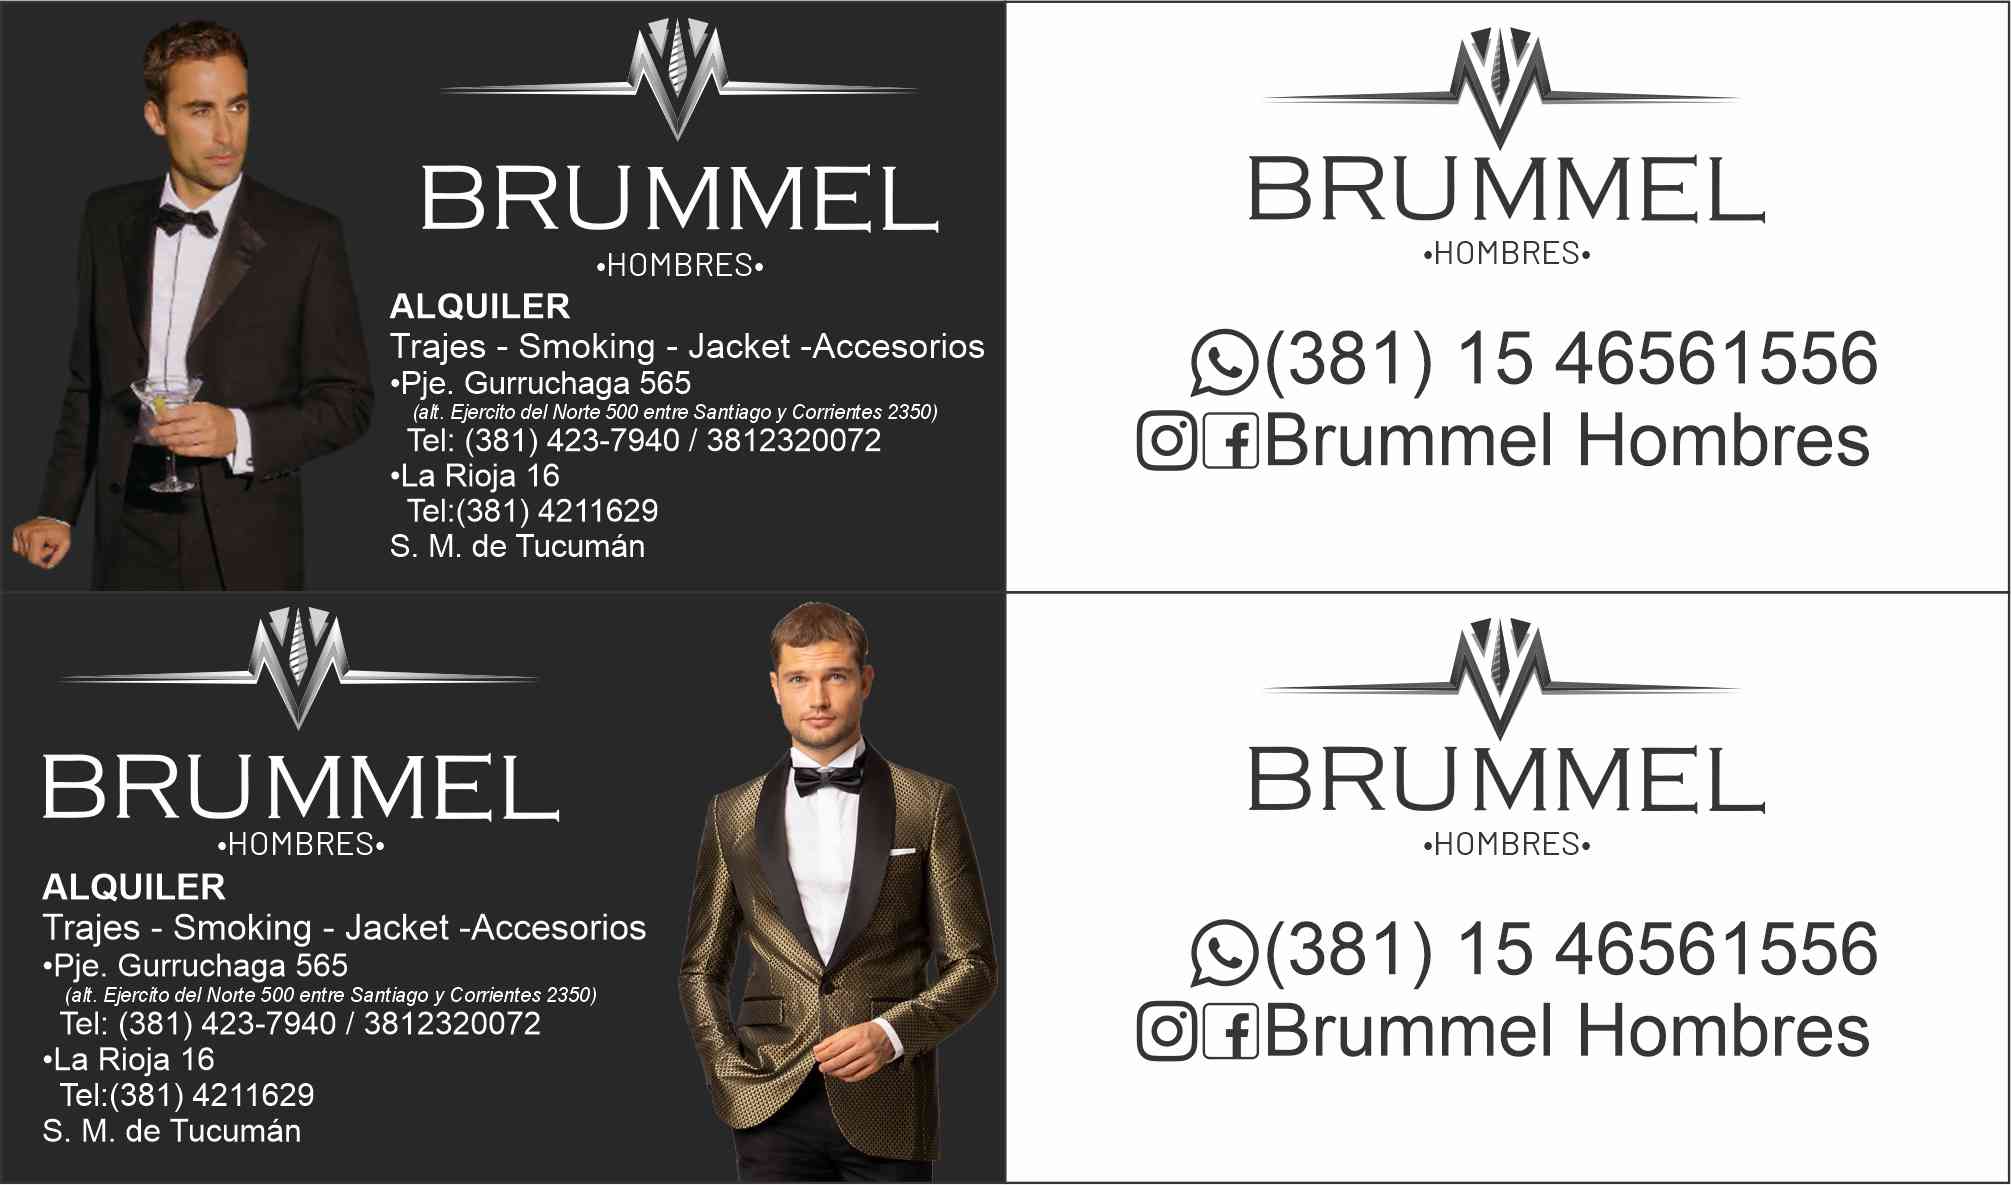 BRUMMEL
•HOMBRES•
ALQUILER
Trajes - Smoking - Jacket -Accesorios
•Pje. Gurruchaga 565
(alt. Ejercito del Norte 500 entre Santiago y Corrientes 2350)
Tel: (381) 423-7940 / 3812320072
•La Rioja 16
Tel:(381) 4211629
S. M. de Tucumán
BRUMMEL
•HOMBRES•
(381) 15 46561556
Brummel Hombres
BRUMMEL
•HOMBRES•
ALQUILER
Trajes - Smoking - Jacket -Accesorios
•Pje. Gurruchaga 565
(alt. Ejercito del Norte 500 entre Santiago y Corrientes 2350)
Tel: (381) 423-7940 / 3812320072
•La Rioja 16
Tel:(381) 4211629
S. M. de Tucumán
BRUMMEL
•HOMBRES•
(381) 15 46561556
Brummel Hombres